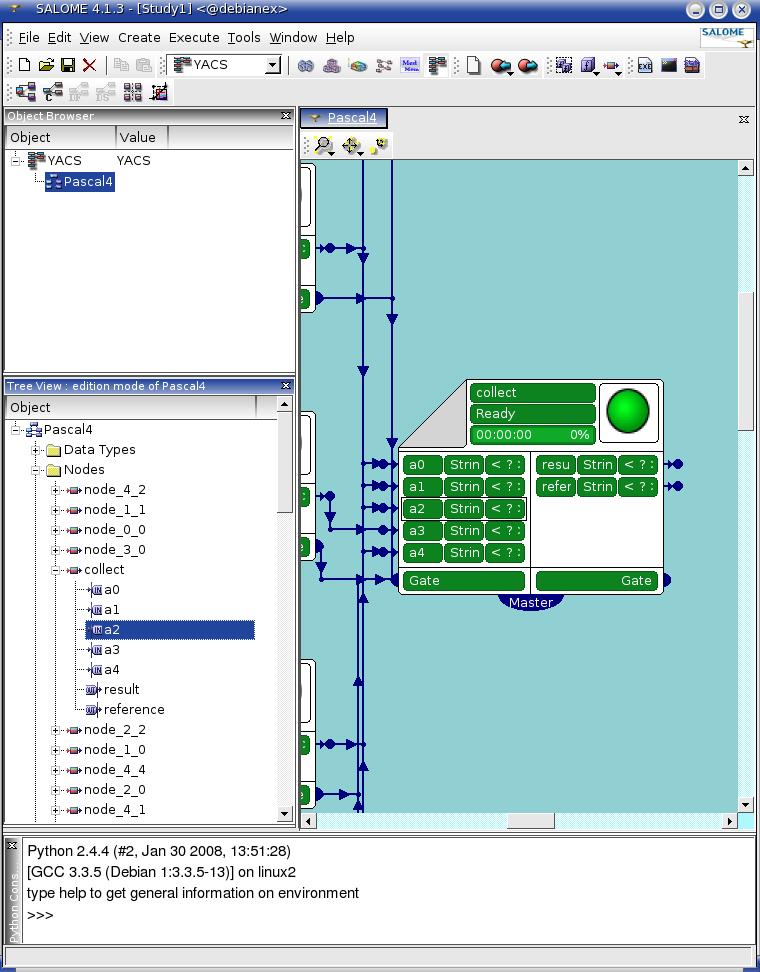 SALOME 4.1.3 - [Study1] <@debianex>
File Edit View Create Execute Tools Window Help
SALOME
YACS
Object Browser
Object Value
YACS YACS
Pascal4
Tree View : edition mode of Pascal4
Object
Pascal4
Data Types
Nodes
node_4_2
node_1_1
node_0_0
node_3_0
collect
a0
a1
a2
a3
a4
result
reference
node_2_2
node_1_0
node_4_4
node_2_0
node_4_1
Pascal4
collect
Ready
00:00:00 0%
a0 Strin < ? : resu Strin < ? :
a1 Strin < ? : refer Strin < ? :
a2 Strin < ? :
a3 Strin < ? :
a4 Strin < ? :
Gate Gate
Master
Python Cons...
Python 2.4.4 (#2, Jan 30 2008, 13:51:28)
[GCC 3.3.5 (Debian 1:3.3.5-13)] on linux2
type help to get general information on environment
>>>